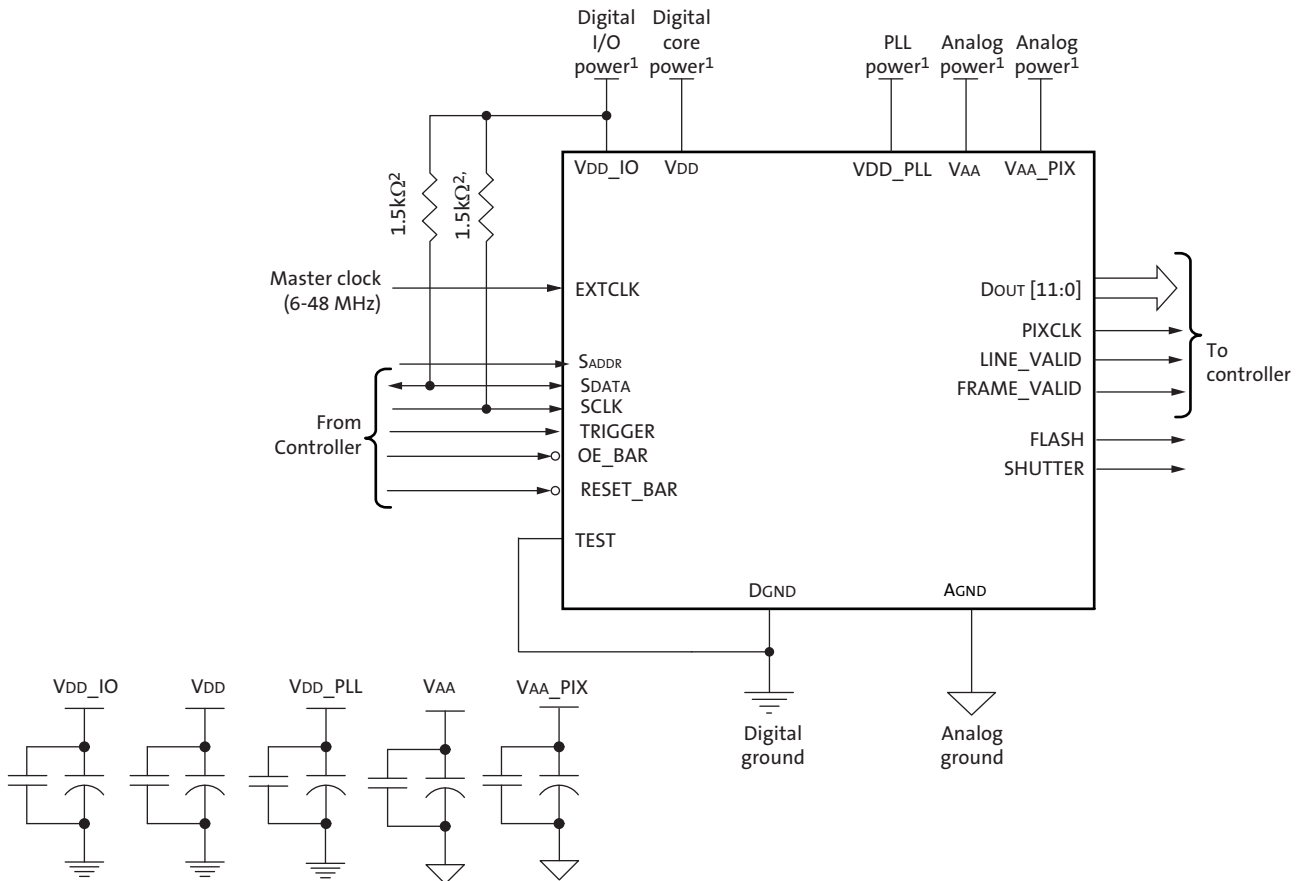 Digital
I/O
power1
Digital
core
power1
PLL
power1
Analog
power1
Analog
power1
VDD_IO
VDD
VDD_PLL
VAA
VAA_PIX
1.5kΩ2
1.5kΩ2,
Master clock
(6-48 MHz)
EXTCLK
SADDR
SDATA
SCLK
TRIGGER
OE_BAR
RESET_BAR
TEST
From
Controller
DOUT [11:0]
PIXCLK
LINE_VALID
FRAME_VALID
To
controller
FLASH
SHUTTER
DGND
AGND
Digital
ground
Analog
ground
VDD_IO
VDD
VDD_PLL
VAA
VAA_PIX